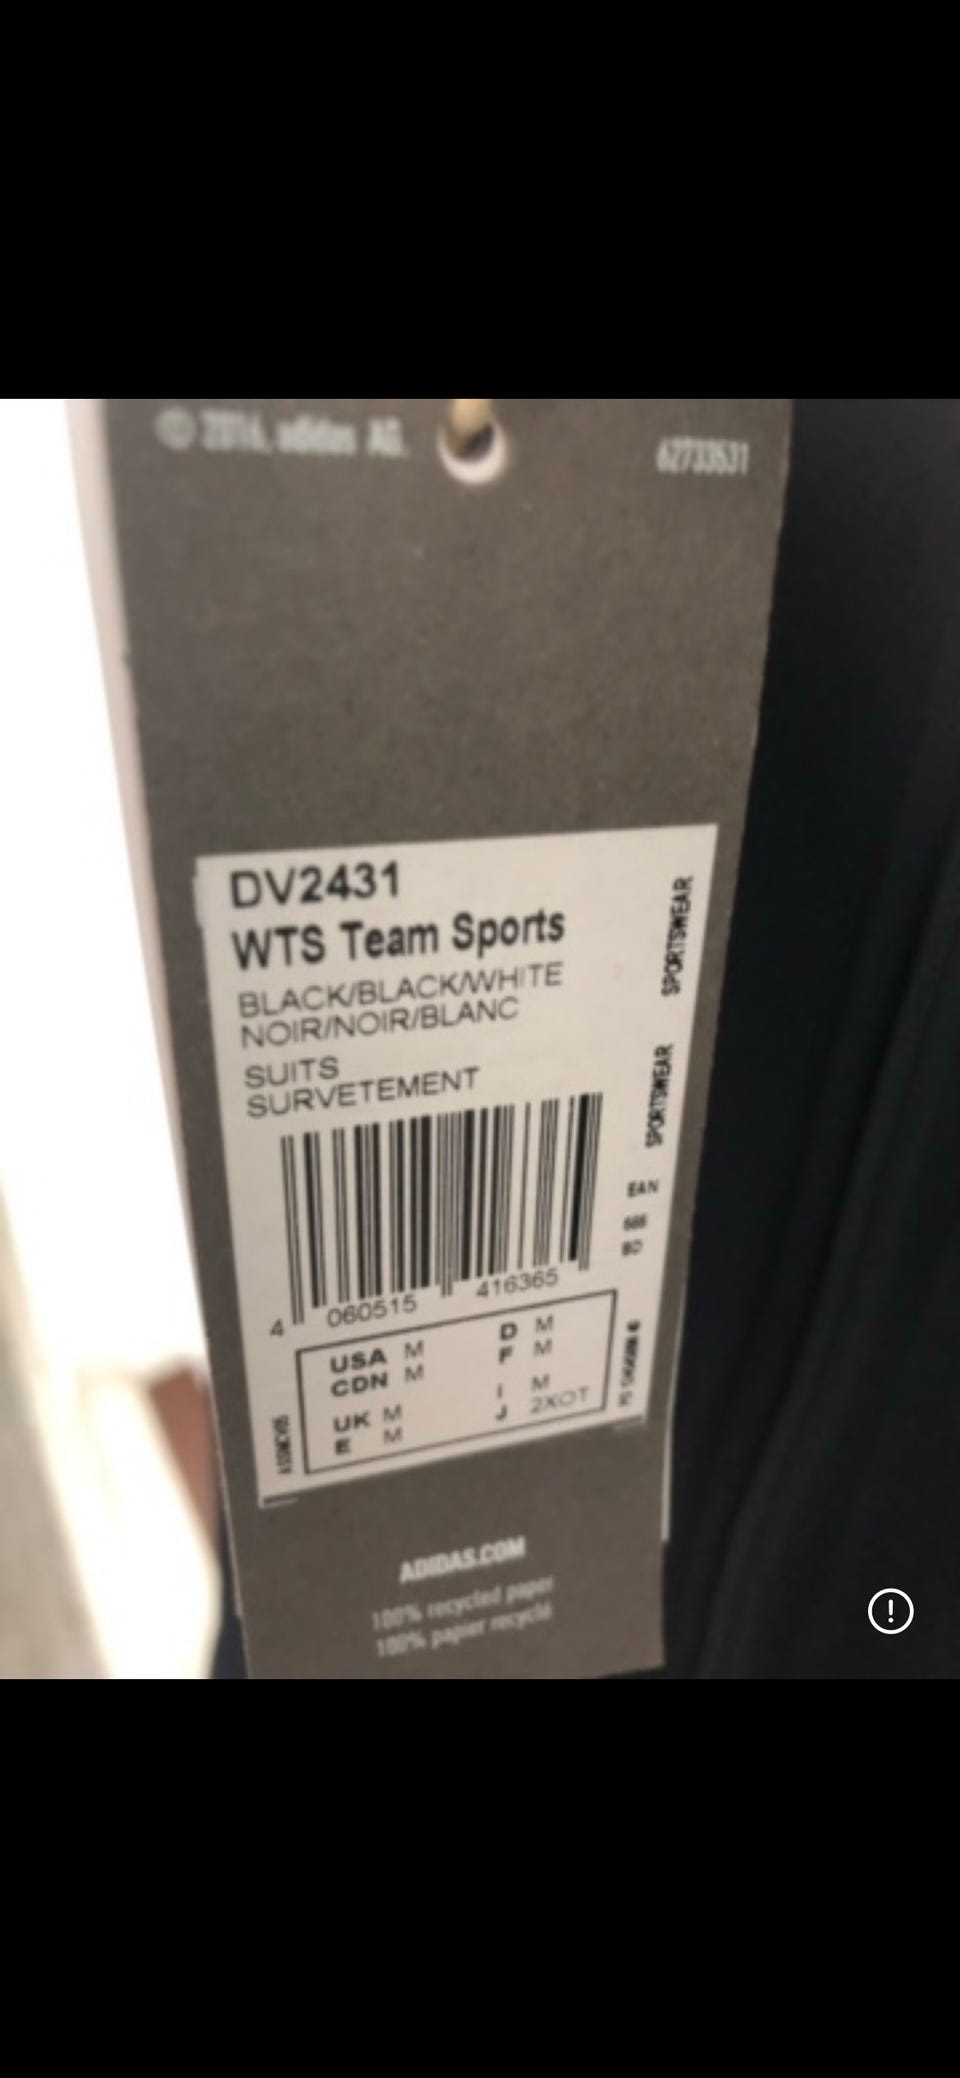 © 2016, adidas AG.
62733531
DV2431
WTS Team Sports
BLACK/BLACK/WHITE
NOIR/NOIR/BLANC
SUITS
SURVETEMENT
SPORTSWEAR
SPORTSWEAR
EAN
4 060515 416365
USA M D M
CDN M F M
I M
UK M J 2XOT
E M
ADIDAS.COM
100% recycled paper
100% papier recyclé